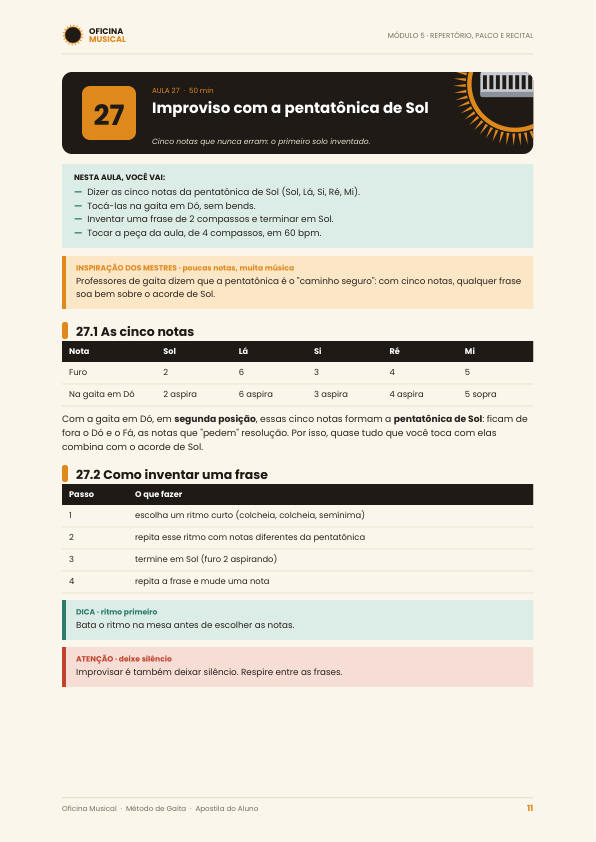 OFICINA
MUSICAL
MÓDULO 5 · REPERTÓRIO, PALCO E RECITAL
27
AULA 27 · 50 min
Improviso com a pentatônica de Sol
Cinco notas que nunca erram: o primeiro solo inventado.
NESTA AULA, VOCÊ VAI:
— Dizer as cinco notas da pentatônica de Sol (Sol, Lá, Si, Ré, Mi).
— Tocá-las na gaita em Dó, sem bends.
— Inventar uma frase de 2 compassos e terminar em Sol.
— Tocar a peça da aula, de 4 compassos, em 60 bpm.
INSPIRAÇÃO DOS MESTRES · poucas notas, muita música
Professores de gaita dizem que a pentatônica é o "caminho seguro": com cinco notas, qualquer frase
soa bem sobre o acorde de Sol.
27.1 As cinco notas
Nota Sol Lá Si Ré Mi
Furo 2 6 3 4 5
Na gaita em Dó 2 aspira 6 aspira 3 aspira 4 aspira 5 sopra
Com a gaita em Dó, em segunda posição, essas cinco notas formam a pentatônica de Sol: ficam de
fora o Dó e o Fá, as notas que "pedem" resolução. Por isso, quase tudo que você toca com elas
combina com o acorde de Sol.
27.2 Como inventar uma frase
Passo O que fazer
1 escolha um ritmo curto (colcheia, colcheia, semínima)
2 repita esse ritmo com notas diferentes da pentatônica
3 termine em Sol (furo 2 aspirando)
4 repita a frase e mude uma nota
DICA · ritmo primeiro
Bata o ritmo na mesa antes de escolher as notas.
ATENÇÃO · deixe silêncio
Improvisar é também deixar silêncio. Respire entre as frases.
Oficina Musical · Método de Gaita · Apostila do Aluno
11